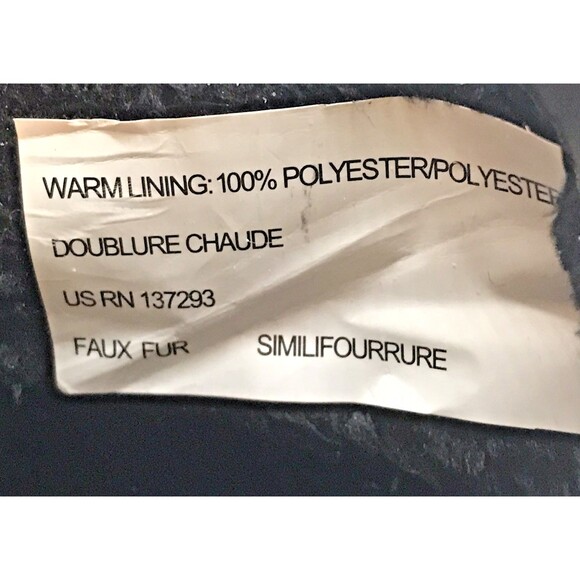 WARM LINING: 100% POLYESTER/POLYESTER
DOUBLURE CHAUDE
US RN 137293
FAUX FUR SIMILIFOURRURE